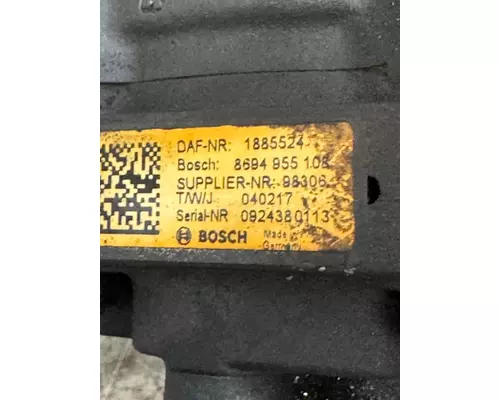 DAF-NR: 1885524
Bosch: 8694 955 108
SUPPLIER-NR: 98306
T/W/J 040217
Serial-NR 0924380113
BOSCH Made in
Germany